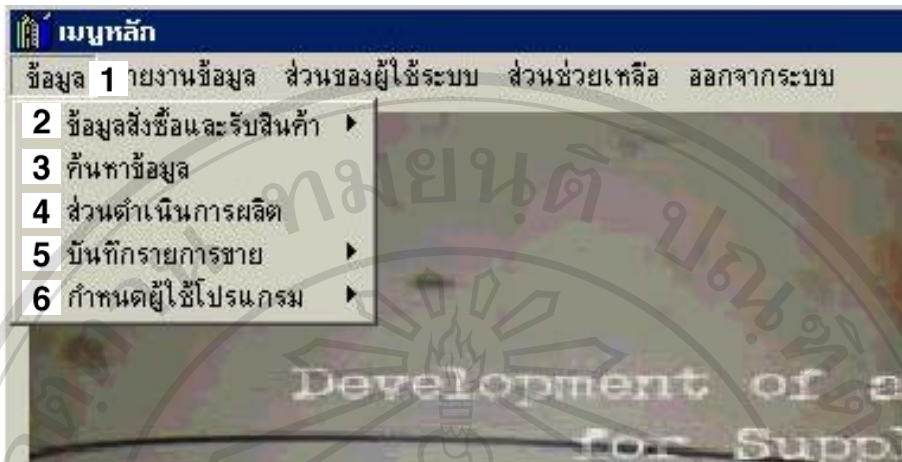 เมนูหลัก
ข้อมูล 1 ายงานข้อมูล ส่วนของผู้ใช้ระบบ ส่วนช่วยเหลือ ออกจากระบบ
2 ข้อมูลสั่งซื้อและรับสินค้า
3 ค้นหาข้อมูล
4 ส่วนดำเนินการผลิต
5 บันทึกรายการขาย
6 กำหนดผู้ใช้โปรแกรม
Development of a
for Suppl